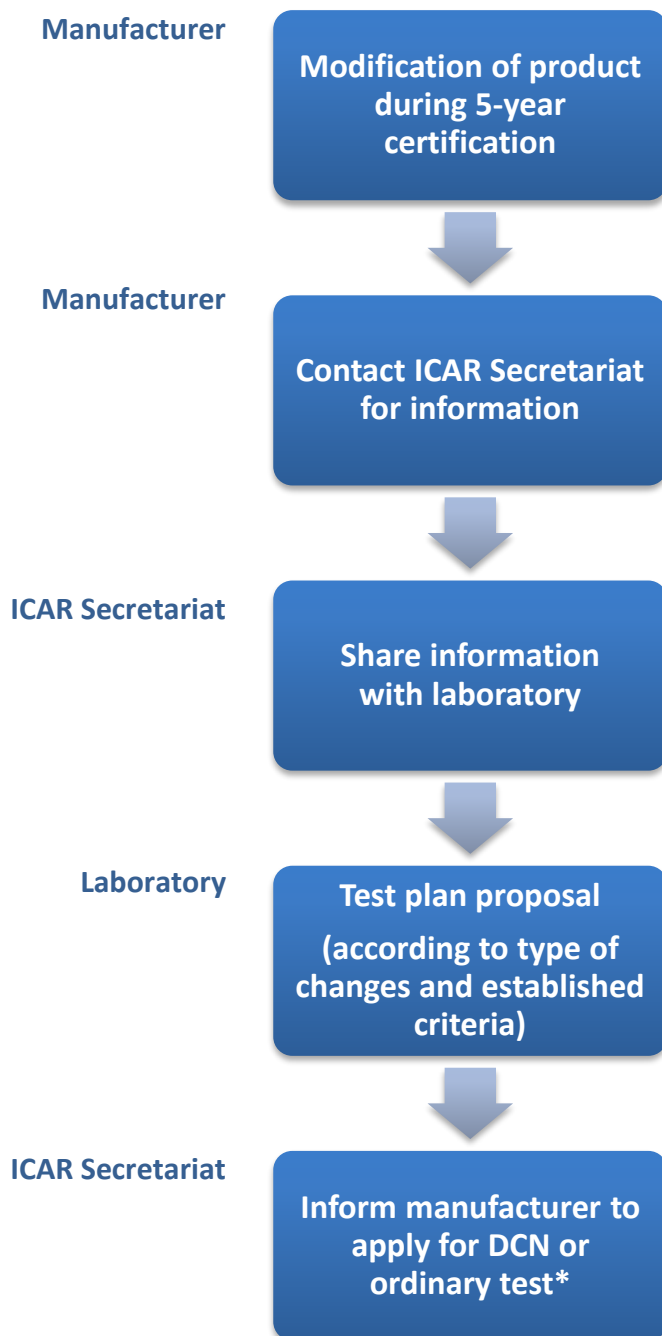 Manufacturer
Modification of product
during 5-year
certification
Manufacturer
Contact ICAR Secretariat
for information
ICAR Secretariat
Share information
with laboratory
Laboratory
Test plan proposal
(according to type of
changes and established
criteria)
ICAR Secretariat
Inform manufacturer to
apply for DCN or
ordinary test*